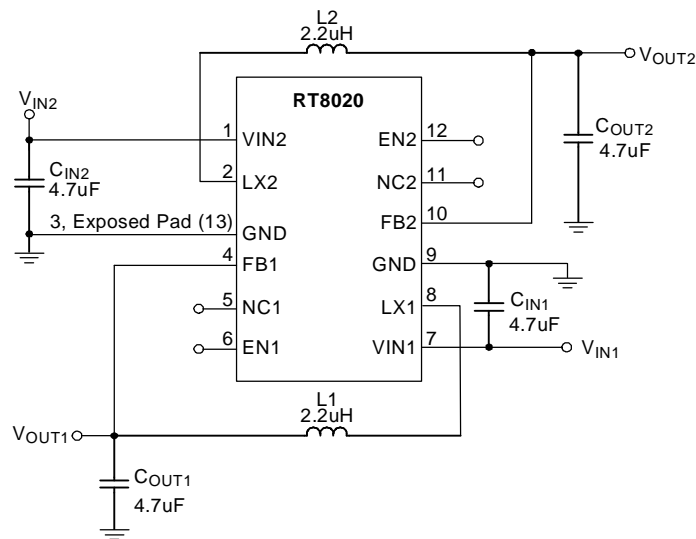 L2
2.2uH
VOUT2
RT8020
VIN2
1
VIN2
EN2
12
COUT2
4.7uF
CIN2
4.7uF
2
LX2
NC2
11
3, Exposed Pad (13)
GND
FB2
10
4
FB1
GND
9
5
NC1
LX1
8
CIN1
4.7uF
6
EN1
VIN1
7
VIN1
L1
2.2uH
VOUT1
COUT1
4.7uF